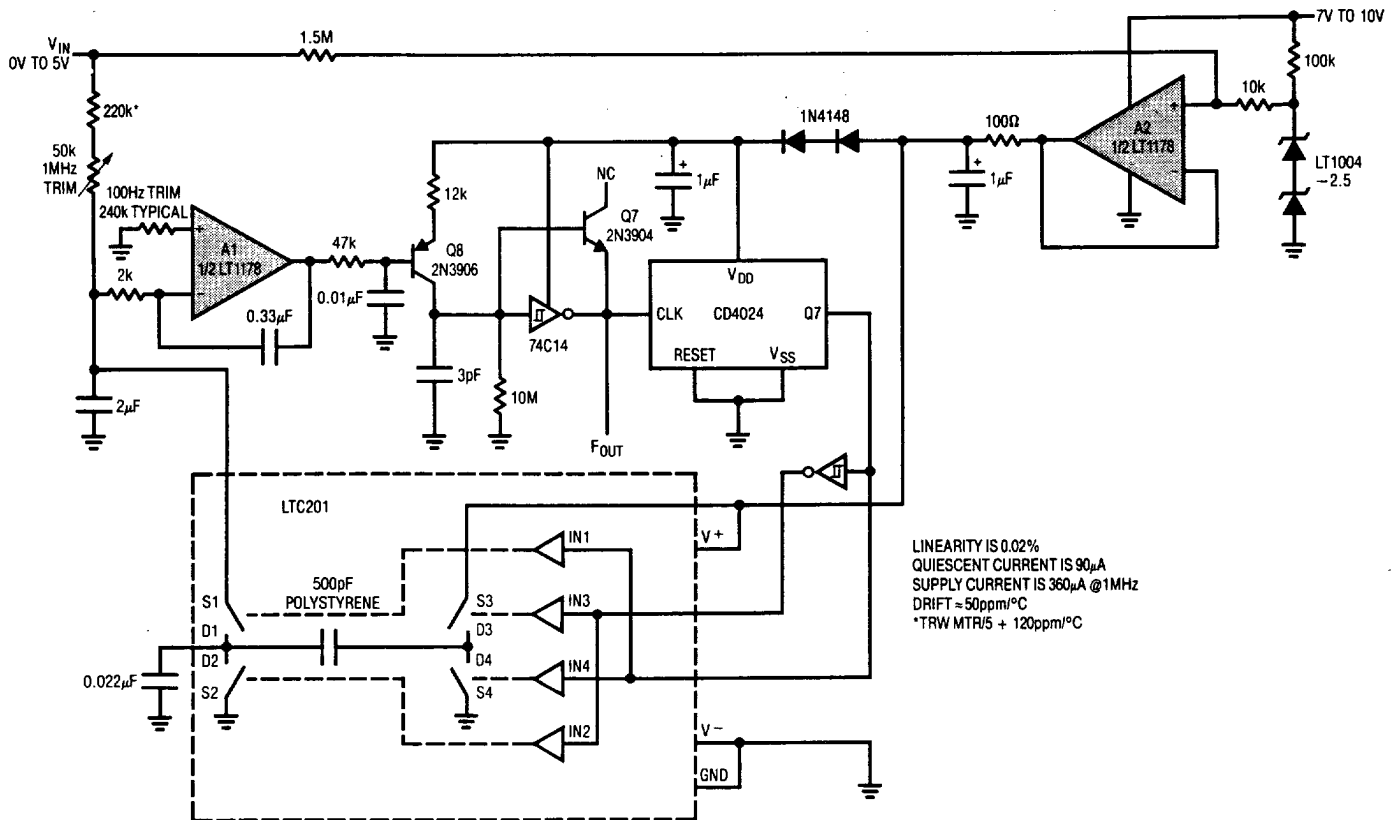 VIN
0V TO 5V
1.5M
7V TO 10V
100k
10k
220k*
50k
1MHz
TRIM
100Hz TRIM
240k TYPICAL
+
A1
1/2 LT1178
−
2k
0.33µF
47k
0.01µF
12k
Q8
2N3906
NC
Q7
2N3904
+
1µF
1N4148
+
1µF
100Ω
A2
1/2 LT1178
+
−
LT1004
−2.5
74C14
3pF
10M
FOUT
VDD
CLK
CD4024
Q7
RESET
VSS
2µF
LTC201
500pF
POLYSTYRENE
S1
D1
D2
S2
S3
D3
D4
S4
IN1
IN3
IN4
IN2
0.022µF
V+
V−
GND
LINEARITY IS 0.02%
QUIESCENT CURRENT IS 90µA
SUPPLY CURRENT IS 360µA @1MHz
DRIFT ≈ 50ppm/°C
*TRW MTR/5 + 120ppm/°C